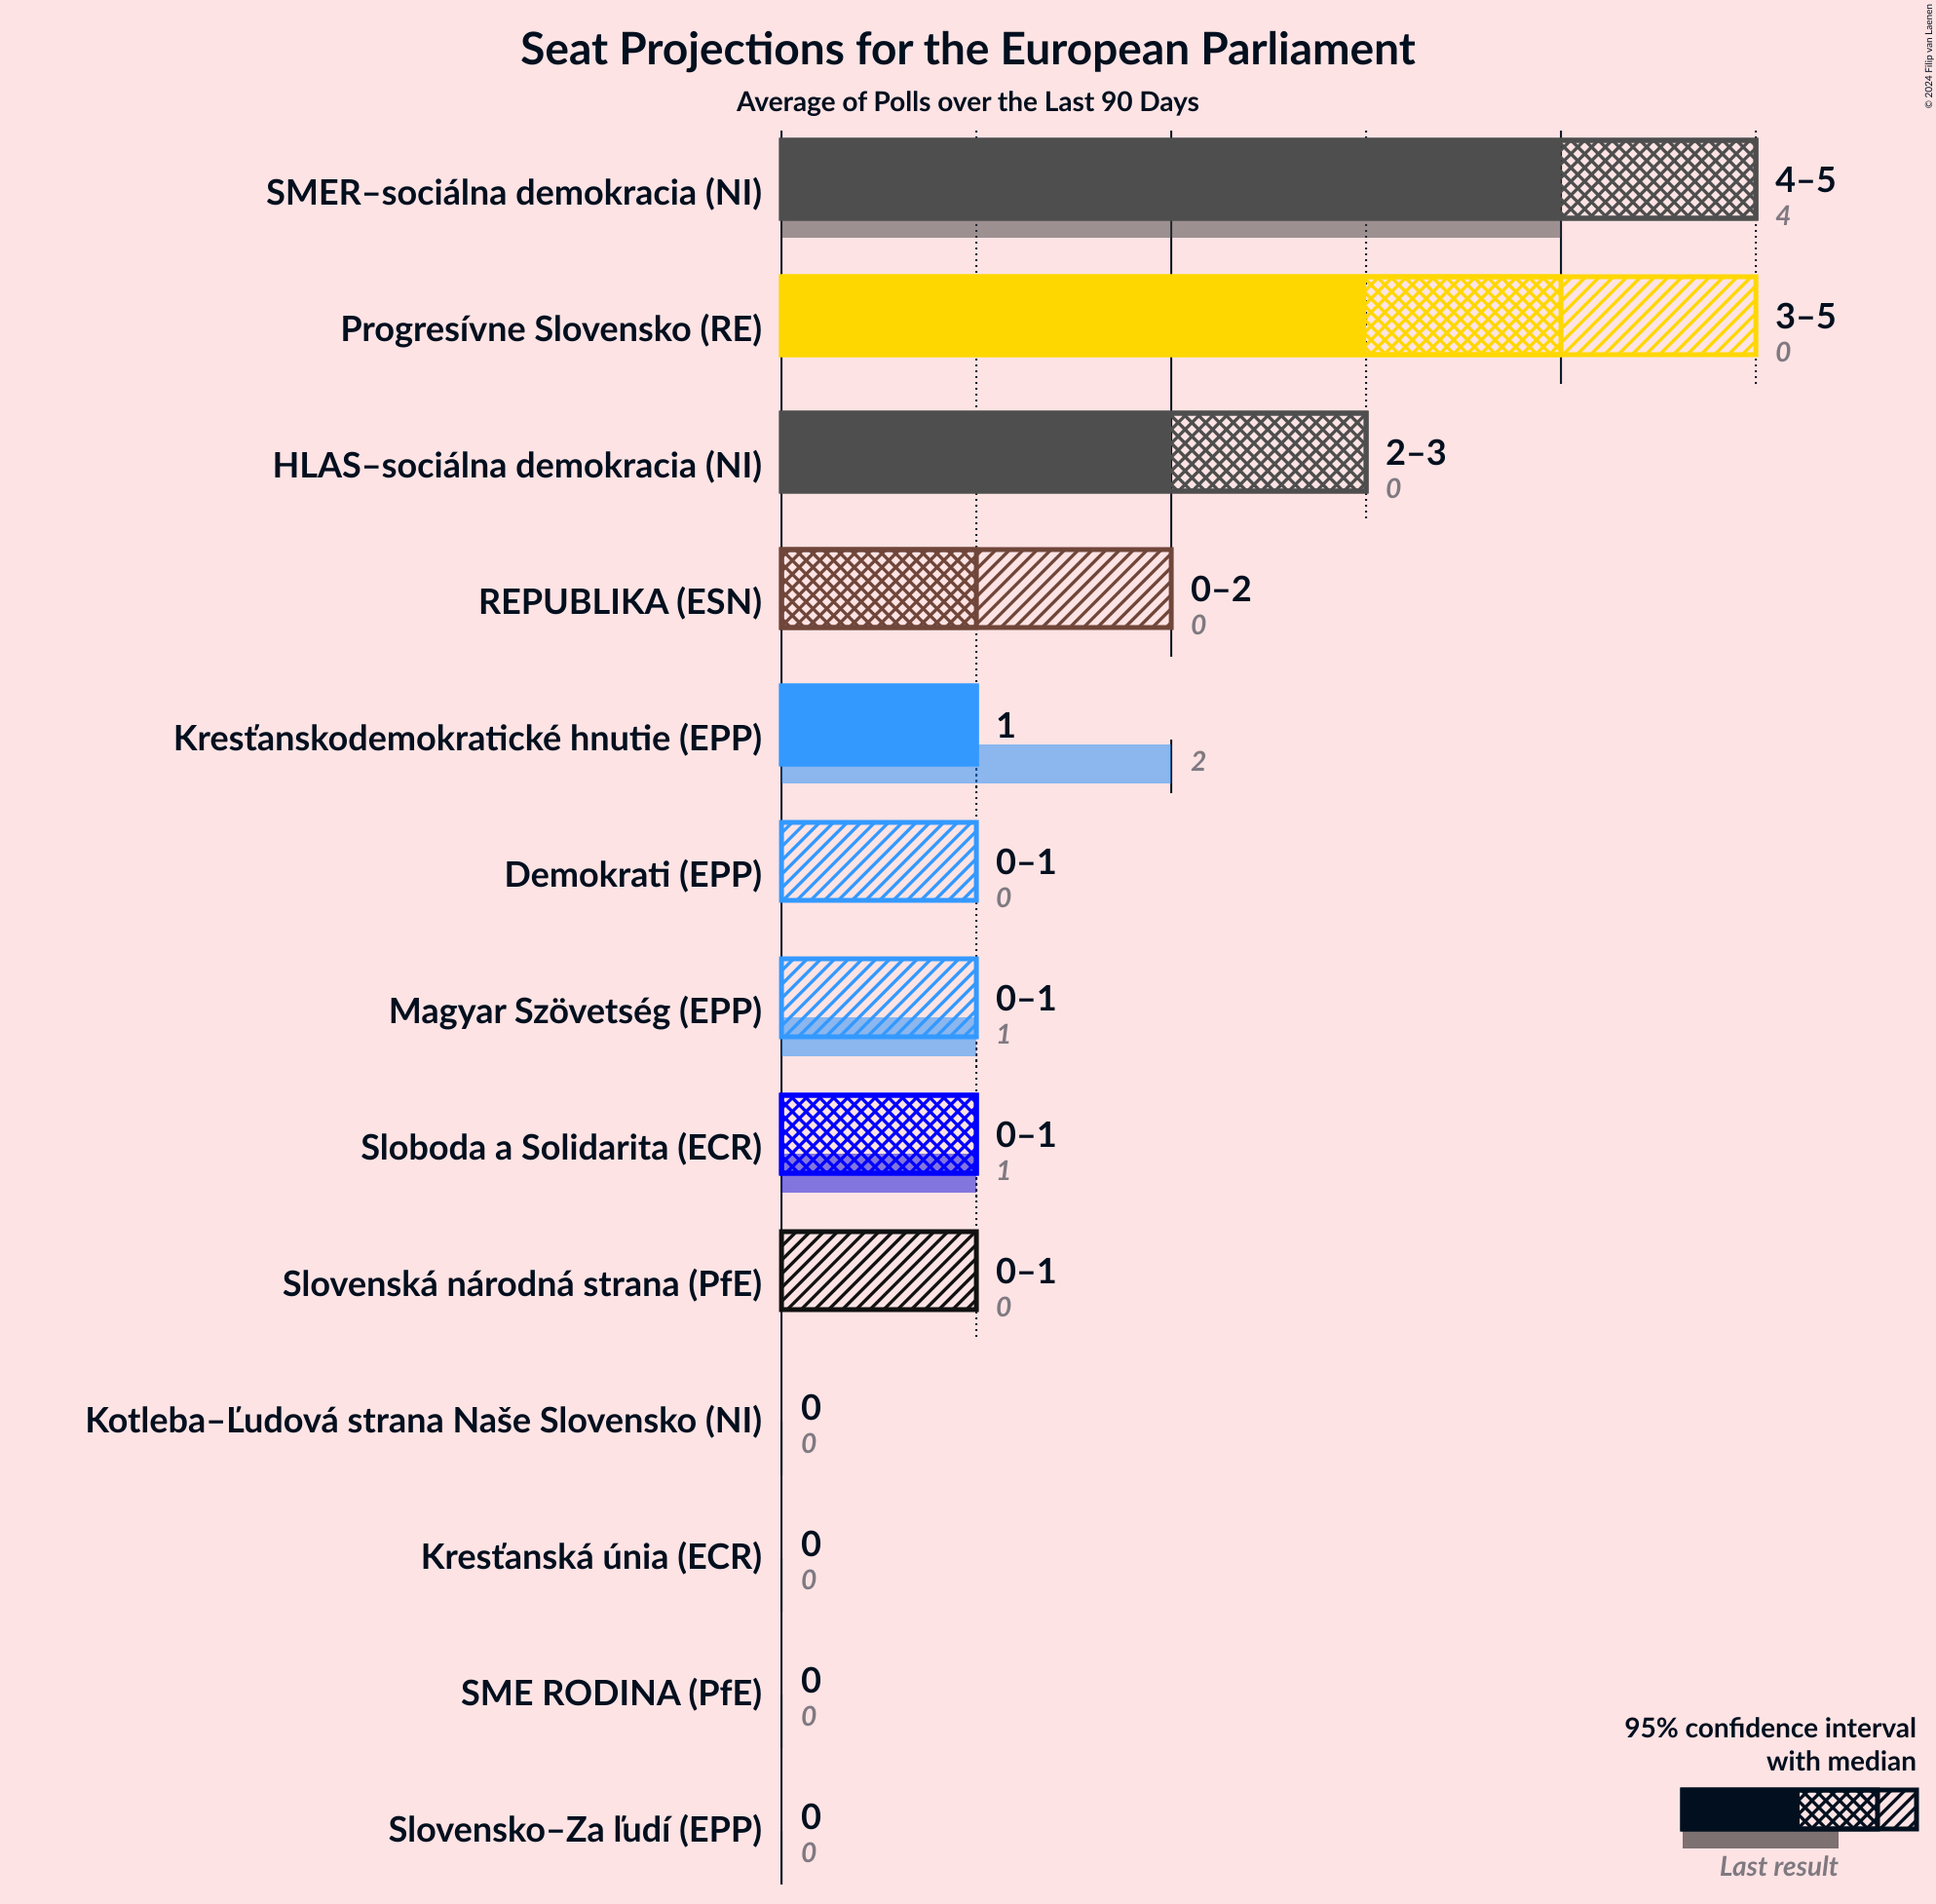 Seat Projections for the European Parliament
Average of Polls over the Last 90 Days
© 2024 Filip van Laenen
SMER–sociálna demokracia (NI)
4–5
4
Progresívne Slovensko (RE)
3–5
0
HLAS–sociálna demokracia (NI)
2–3
0
REPUBLIKA (ESN)
0–2
0
Kresťanskodemokratické hnutie (EPP)
1
2
Demokrati (EPP)
0–1
0
Magyar Szövetség (EPP)
0–1
1
Sloboda a Solidarita (ECR)
0–1
1
Slovenská národná strana (PfE)
0–1
0
Kotleba–Ľudová strana Naše Slovensko (NI)
0
0
Kresťanská únia (ECR)
0
0
SME RODINA (PfE)
0
0
Slovensko–Za ľudí (EPP)
0
0
95% confidence interval
with median
Last result